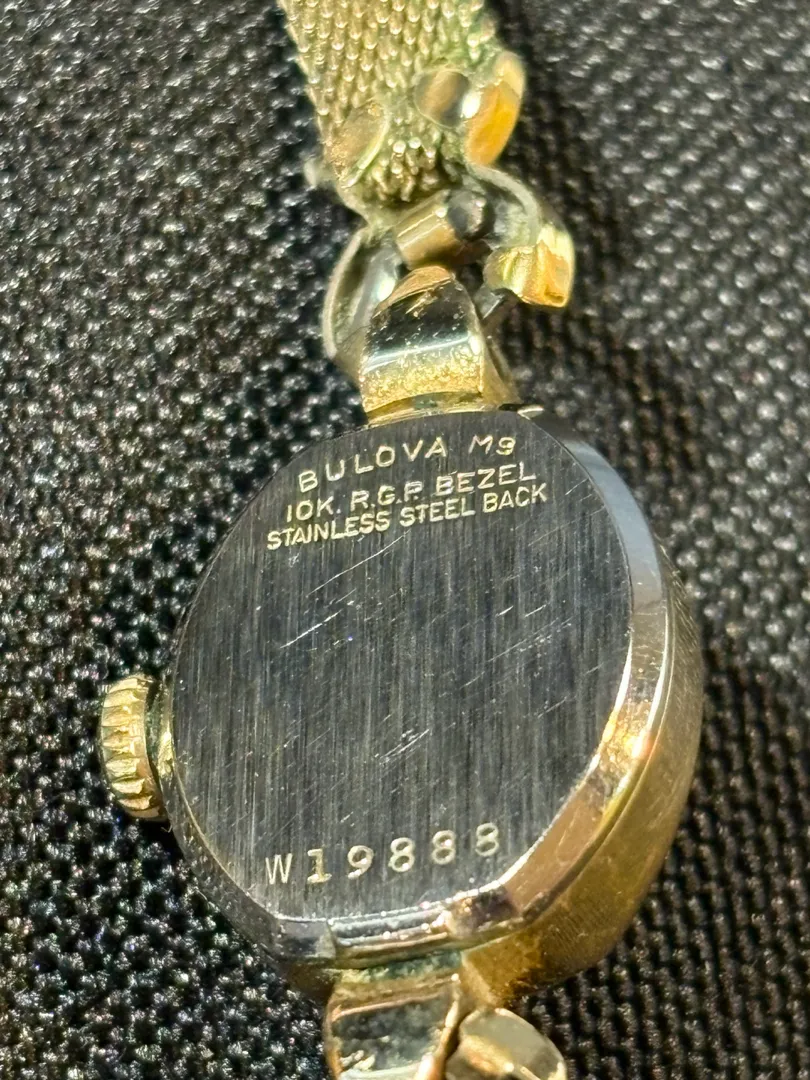 BULOVA M9
10K. R.G.P. BEZEL
STAINLESS STEEL BACK
W19888